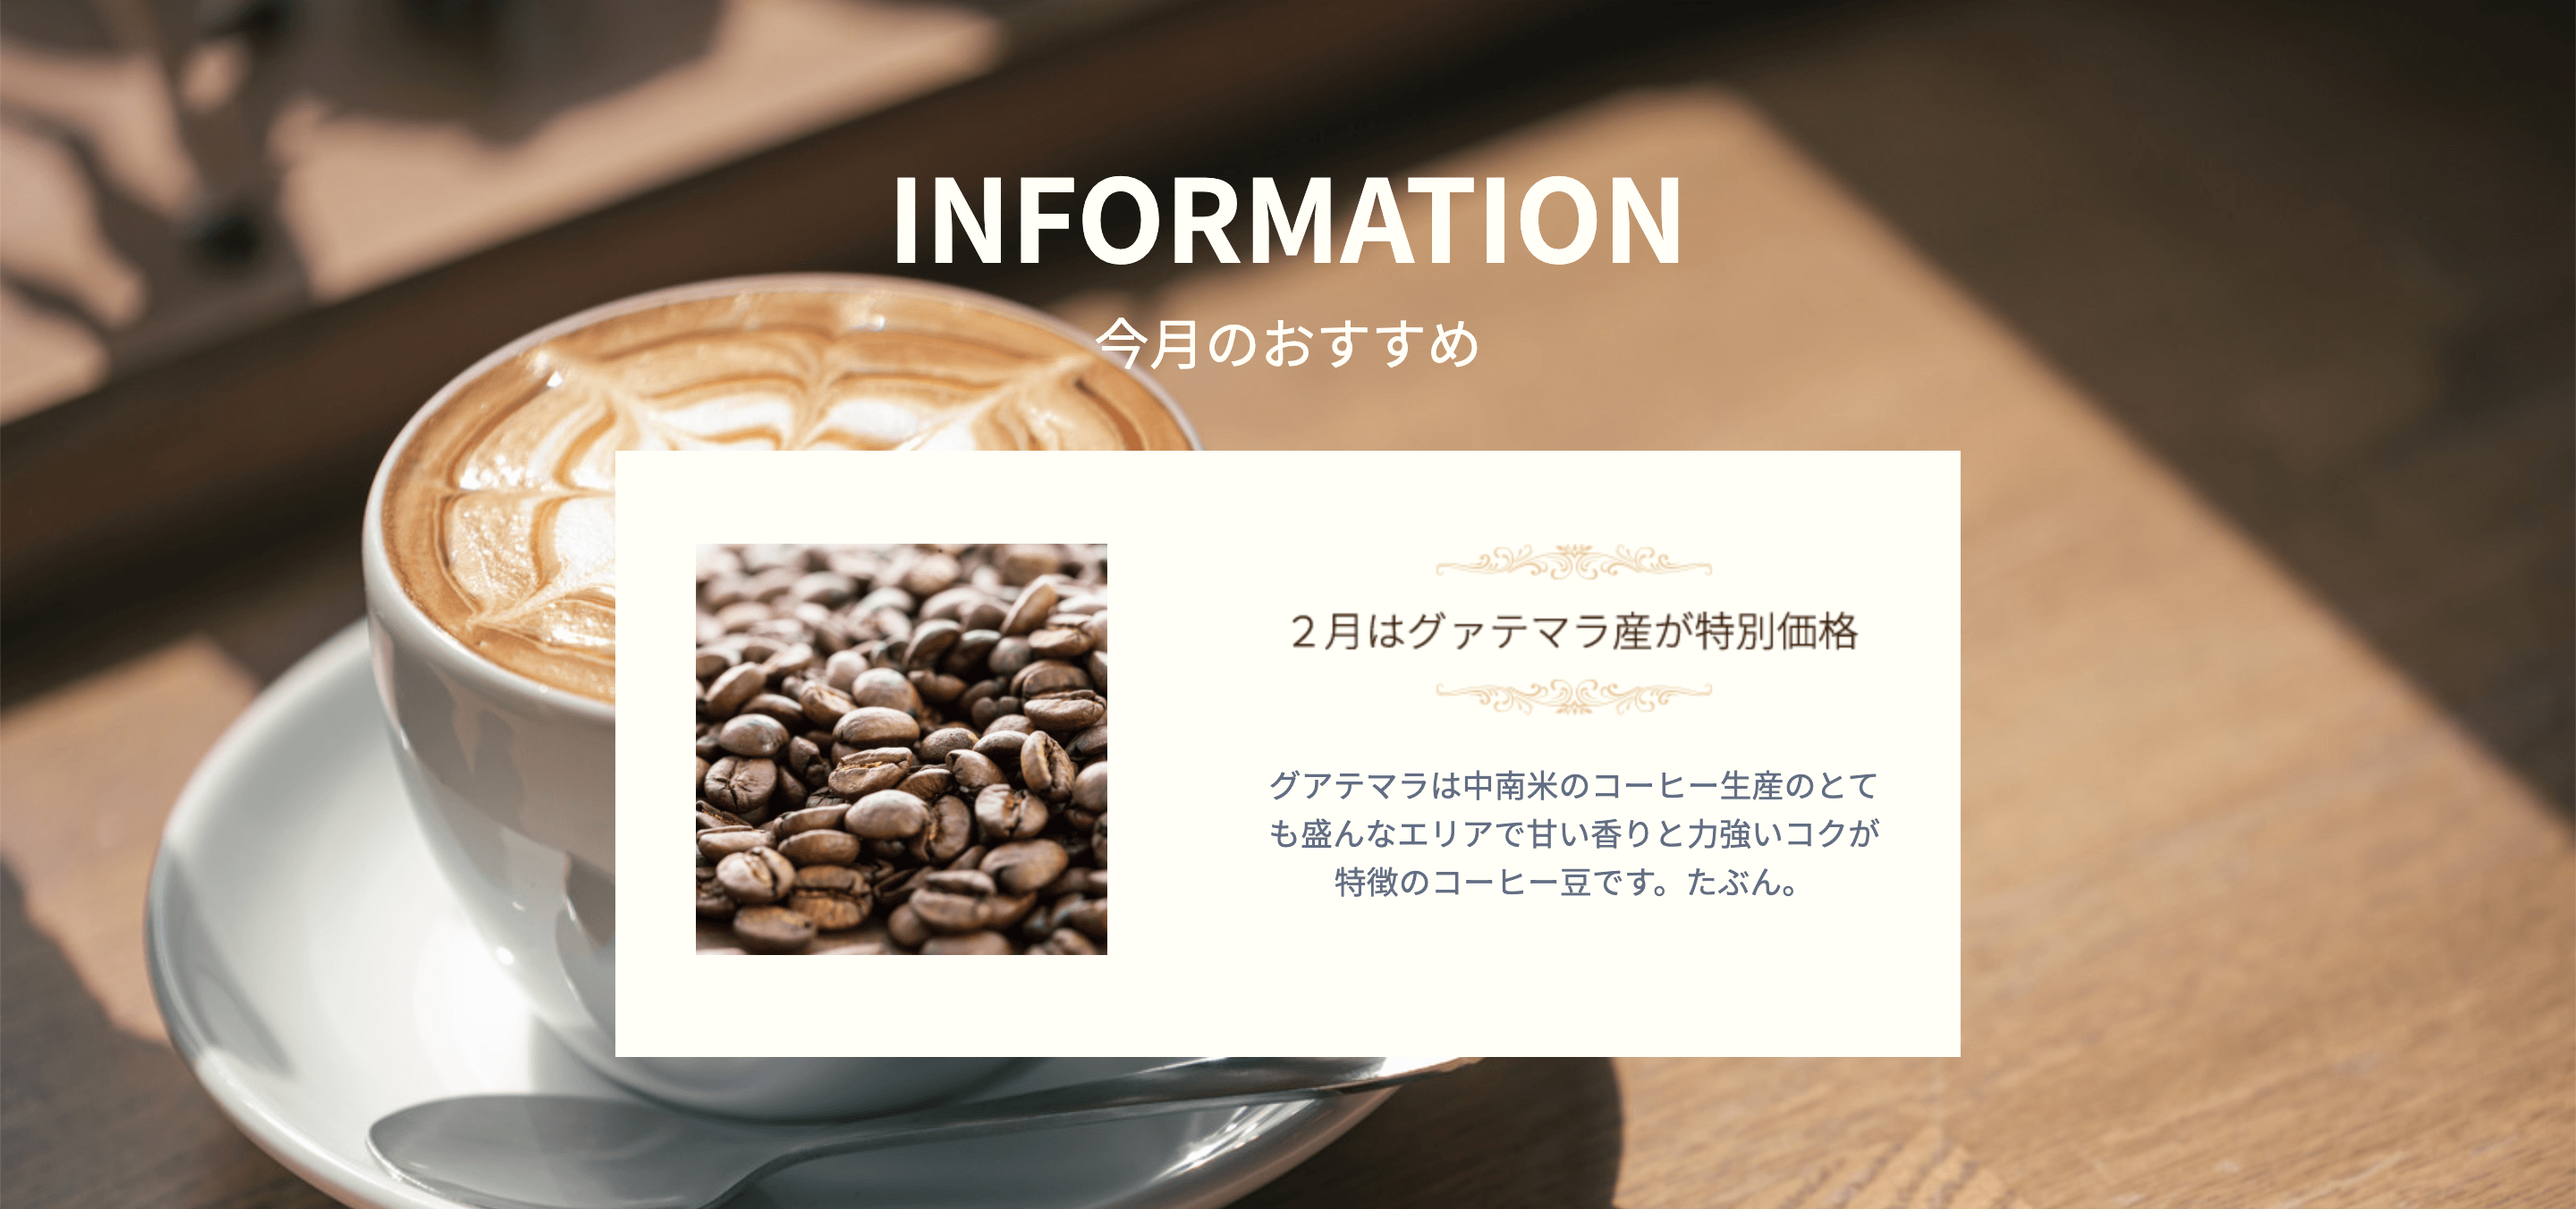 INFORMATION
今月のおすすめ
２月はグァテマラ産が特別価格
グアテマラは中南米のコーヒー生産のとて
も盛んなエリアで甘い香りと力強いコクが
特徴のコーヒー豆です。たぶん。